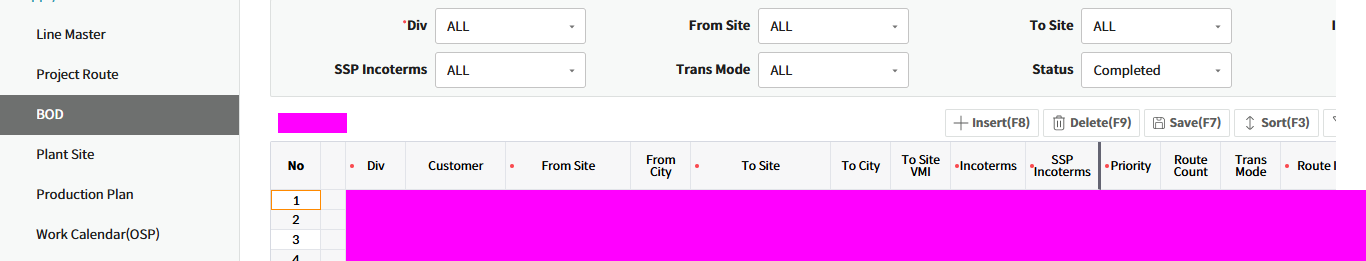 *Div ALL From Site ALL To Site ALL
SSP Incoterms ALL Trans Mode ALL Status Completed
Line Master
Project Route
BOD
Plant Site
Production Plan
Work Calendar(OSP)
Insert(F8) Delete(F9) Save(F7) Sort(F3)
No Div Customer From Site From City To Site To City To Site VMI Incoterms SSP Incoterms Priority Route Count Trans Mode Route
1
2
3
4